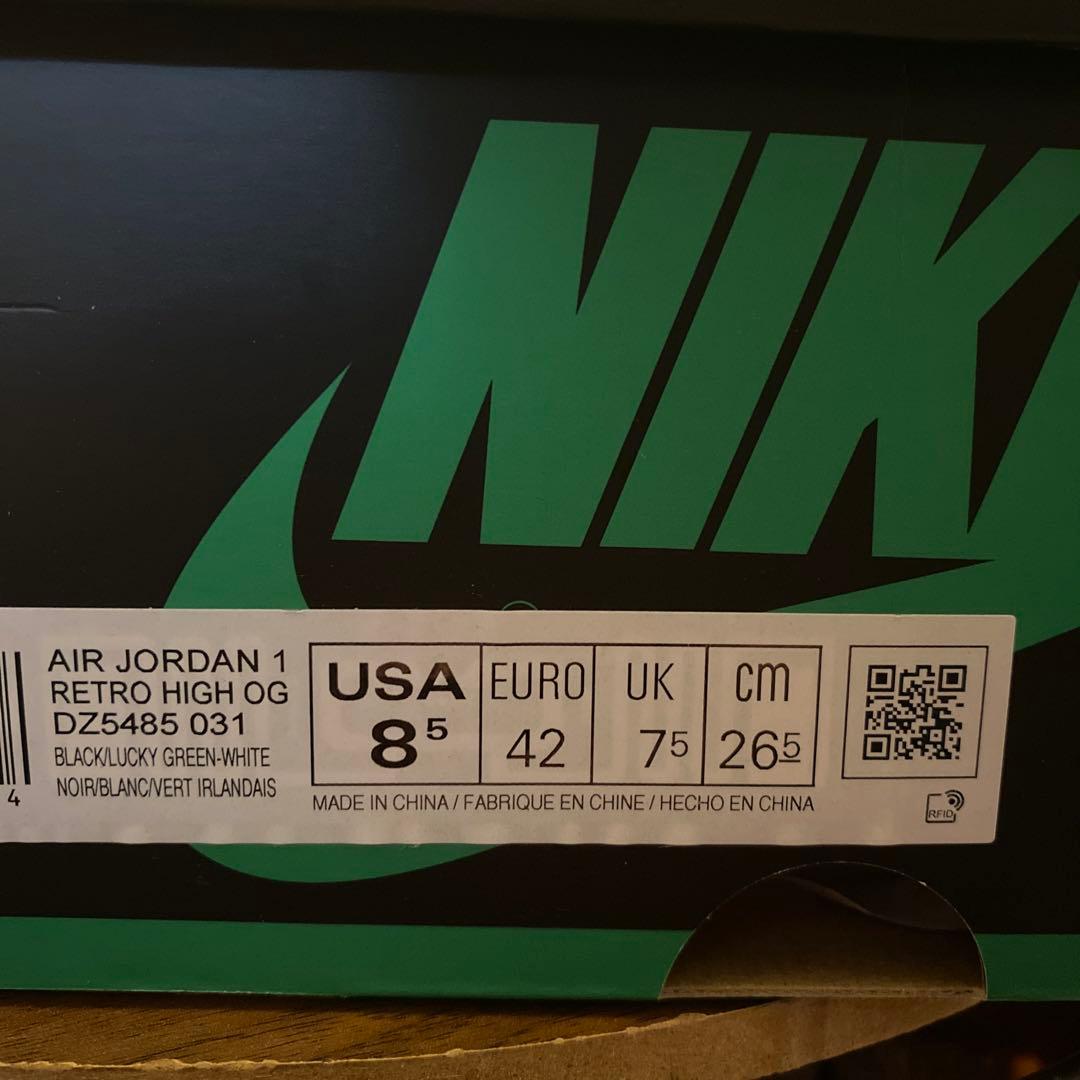 NIK
AIR JORDAN 1
RETRO HIGH OG
DZ5485 031
BLACK/LUCKY GREEN-WHITE
NOIR/BLANC/VERT IRLANDAIS
4
USA EURO UK cm
8⁵ 42 7⁵ 26⁵
MADE IN CHINA / FABRIQUE EN CHINE / HECHO EN CHINA
RFID